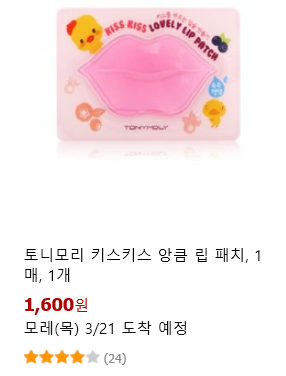 KISS KISS LOVELY LIP PATCH
TONYMOLY
토니모리 키스키스 앙큼 립 패치, 1
매, 1개
1,600원
모레(목) 3/21 도착 예정
(24)